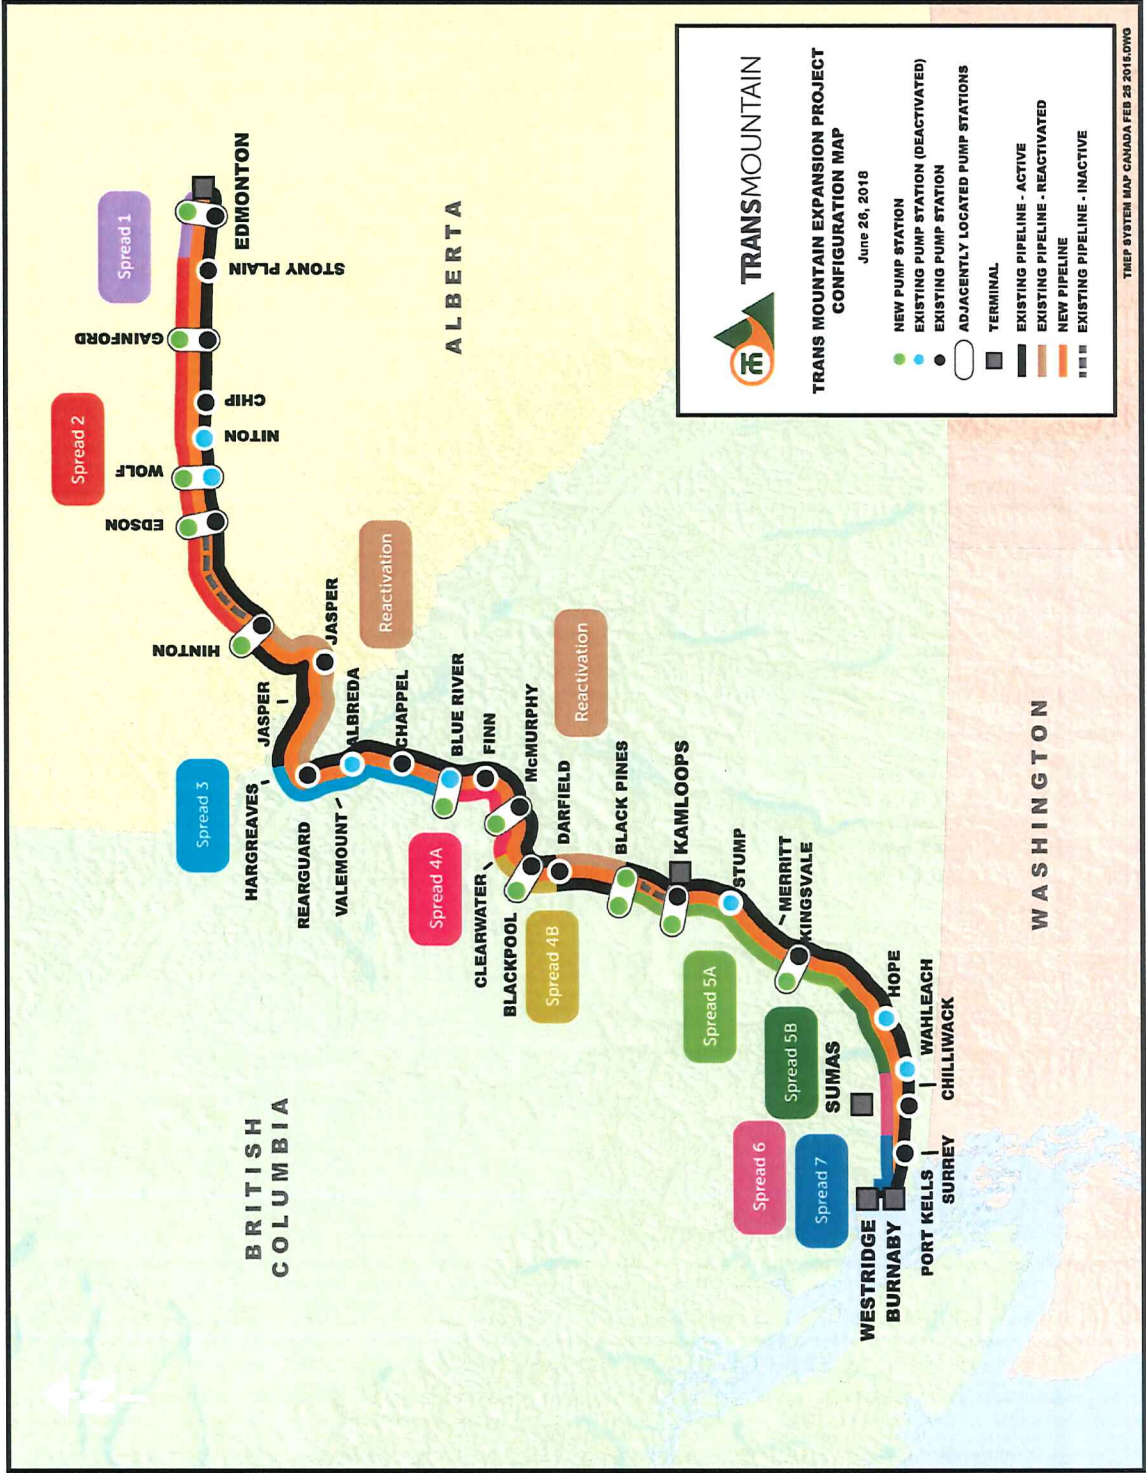 TRANSMOUNTAIN
TRANS MOUNTAIN EXPANSION PROJECT
CONFIGURATION MAP
June 26, 2018
NEW PUMP STATION
EXISTING PUMP STATION (DEACTIVATED)
EXISTING PUMP STATION
ADJACENTLY LOCATED PUMP STATIONS
TERMINAL
EXISTING PIPELINE - ACTIVE
EXISTING PIPELINE - REACTIVATED
NEW PIPELINE
EXISTING PIPELINE - INACTIVE
TMEP SYSTEM MAP CANADA FEB 25 2015.DWG
Spread 1
EDMONTON
STONY PLAIN
GAINFORD
CHIP
Spread 2
NITON
WOLF
EDSON
ALBERTA
HINTON
JASPER
Reactivation
JASPER
Spread 3
HARGREAVES
REARGUARD
VALEMOUNT
ALBREDA
CHAPPEL
BLUE RIVER
FINN
McMURPHY
Reactivation
Spread 4A
CLEARWATER
BLACKPOOL
Spread 4B
DARFIELD
BLACK PINES
KAMLOOPS
STUMP
Spread 5A
MERRITT
KINGSVALE
Spread 5B
SUMAS
HOPE
WAHLEACH
CHILLIWACK
Spread 6
Spread 7
WESTRIDGE
BURNABY
PORT KELLS
SURREY
BRITISH
COLUMBIA
WASHINGTON
N